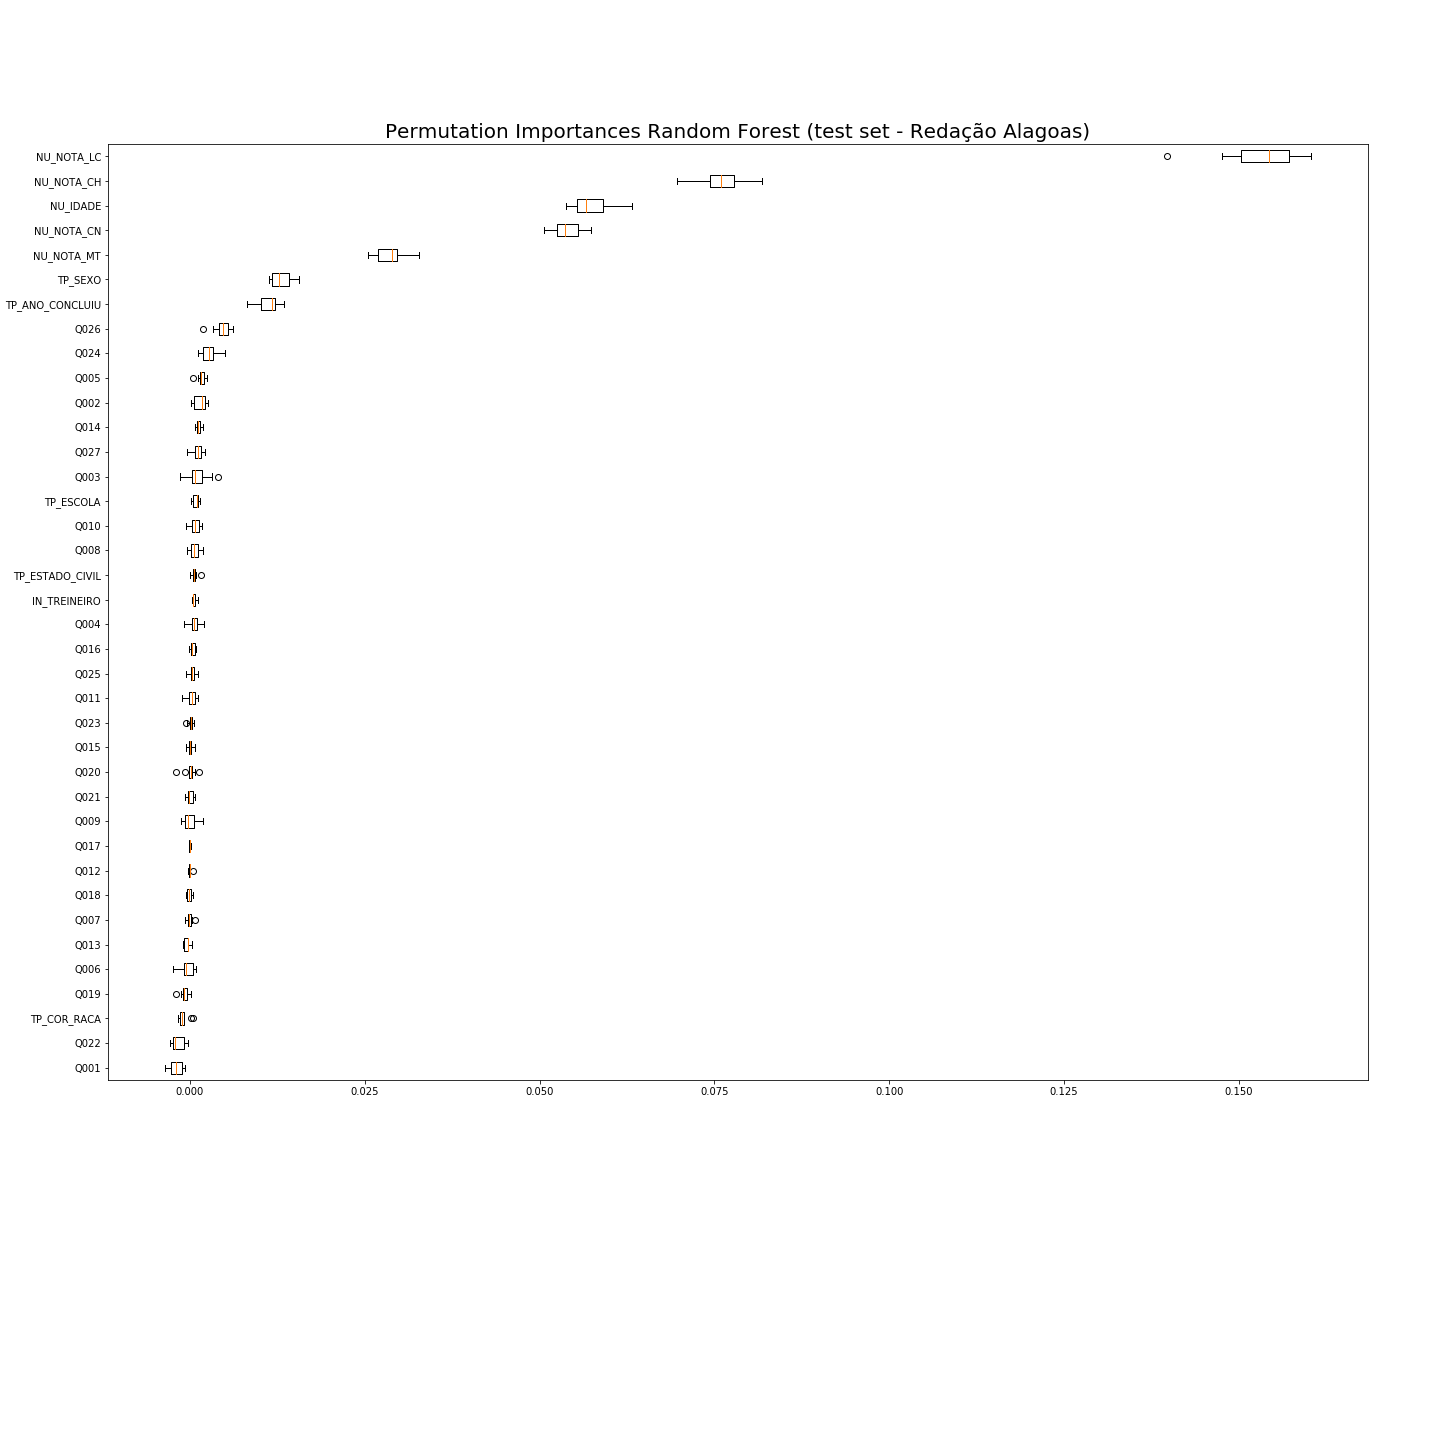 Permutation Importances Random Forest (test set - Redação Alagoas)
NU_NOTA_LC
NU_NOTA_CH
NU_IDADE
NU_NOTA_CN
NU_NOTA_MT
TP_SEXO
TP_ANO_CONCLUIU
Q026
Q024
Q005
Q002
Q014
Q027
Q003
TP_ESCOLA
Q010
Q008
TP_ESTADO_CIVIL
IN_TREINEIRO
Q004
Q016
Q025
Q011
Q023
Q015
Q020
Q021
Q009
Q017
Q012
Q018
Q007
Q013
Q006
Q019
TP_COR_RACA
Q022
Q001
0.000 0.025 0.050 0.075 0.100 0.125 0.150